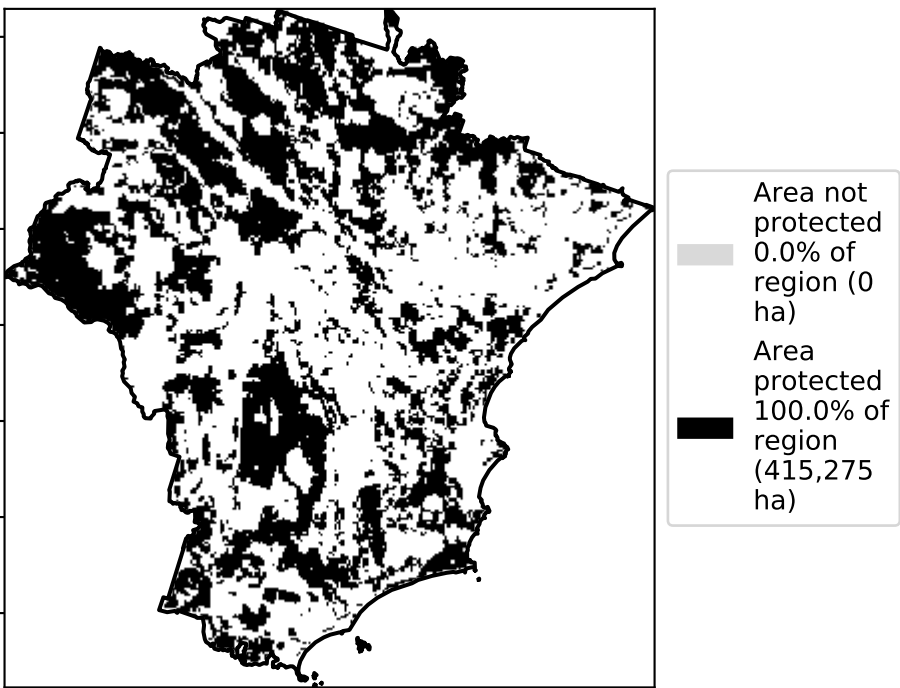 Area not
protected
0.0% of
region (0
ha)
Area
protected
100.0% of
region
(415,275
ha)